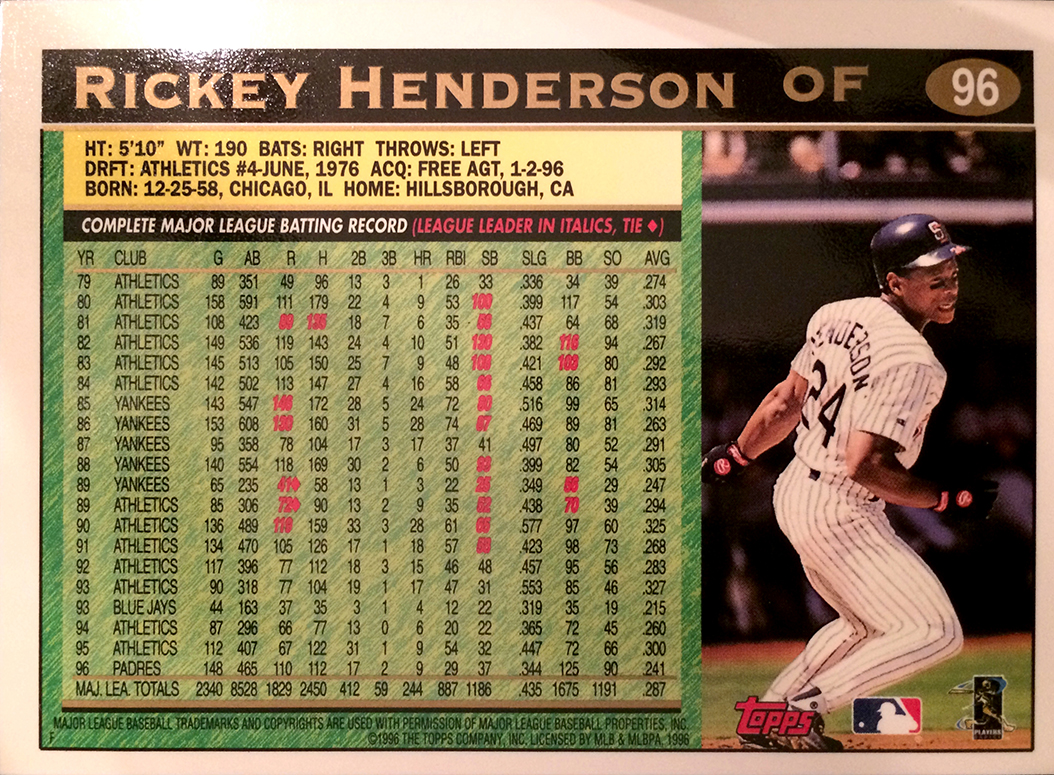 RICKEY HENDERSON OF 96
HT: 5'10" WT: 190 BATS: RIGHT THROWS: LEFT
DRFT: ATHLETICS #4-JUNE, 1976 ACQ: FREE AGT, 1-2-96
BORN: 12-25-58, CHICAGO, IL HOME: HILLSBOROUGH, CA
COMPLETE MAJOR LEAGUE BATTING RECORD (LEAGUE LEADER IN ITALICS, TIE ♦)
YR CLUB G AB R H 2B 3B HR RBI SB SLG BB SO AVG
79 ATHLETICS 89 351 49 96 13 3 1 26 33 .336 34 39 .274
80 ATHLETICS 158 591 111 179 22 4 9 53 100 .399 117 54 .303
81 ATHLETICS 108 423 89 135 18 7 6 35 56 .437 64 68 .319
82 ATHLETICS 149 536 119 143 24 4 10 51 130 .382 116 94 .267
83 ATHLETICS 145 513 105 150 25 7 9 48 108 .421 103 80 .292
84 ATHLETICS 142 502 113 147 27 4 16 58 66 .458 86 81 .293
85 YANKEES 143 547 146 172 28 5 24 72 80 .516 99 65 .314
86 YANKEES 153 608 130 160 31 5 28 74 87 .469 89 81 .263
87 YANKEES 95 358 78 104 17 3 17 37 41 .497 80 52 .291
88 YANKEES 140 554 118 169 30 2 6 50 93 .399 82 54 .305
89 YANKEES 65 235 41♦ 58 13 1 3 22 25 .349 56 29 .247
89 ATHLETICS 85 306 72♦ 90 13 2 9 35 52 .438 70 39 .294
90 ATHLETICS 136 489 119 159 33 3 28 61 65 .577 97 60 .325
91 ATHLETICS 134 470 105 126 17 1 18 57 58 .423 98 73 .268
92 ATHLETICS 117 396 77 112 18 3 15 46 48 .457 95 56 .283
93 ATHLETICS 90 318 77 104 19 1 17 47 31 .553 85 46 .327
93 BLUE JAYS 44 163 37 35 3 1 4 12 22 .319 35 19 .215
94 ATHLETICS 87 296 66 77 13 0 6 20 22 .365 72 45 .260
95 ATHLETICS 112 407 67 122 31 1 9 54 32 .447 72 66 .300
96 PADRES 148 465 110 112 17 2 9 29 37 .344 125 90 .241
MAJ. LEA. TOTALS 2340 8528 1829 2450 412 59 244 887 1186 .435 1675 1191 .287
MAJOR LEAGUE BASEBALL TRADEMARKS AND COPYRIGHTS ARE USED WITH PERMISSION OF MAJOR LEAGUE BASEBALL PROPERTIES, INC.
F ©1996 THE TOPPS COMPANY, INC. LICENSED BY MLB & MLBPA, 1996
HENDERSON
24
topps®
PLAYERS